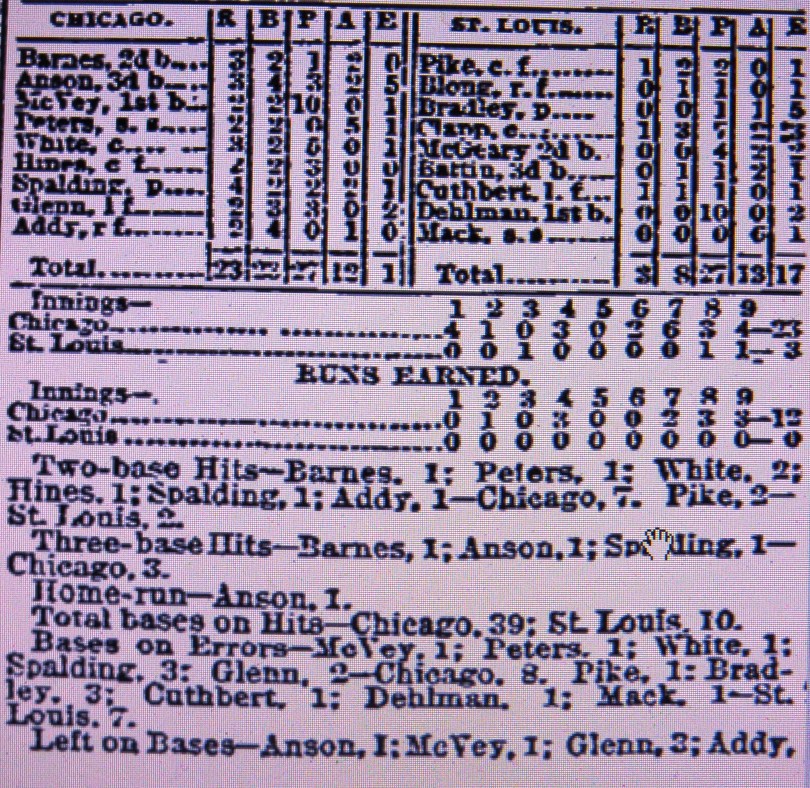 CHICAGO. R B P A E
Barnes, 2d b.... 3 2 1 0
Anson, 3d b..... 3 4 3 5
McVey, 1st b.. 10 0 1
Peters, s. s...... 2 2 0 5 1
White, c.... 2 0 1
Hines, c f...... 2 3 0 0
Spalding, p..... 4 2 2 1
Glenn, l f....... 3 3 0 2
Addy, r f........ 2 4 0 1 0
Total........... 23 27 12
ST. LOUIS. R B P A E
Pike, c. f......... 1 2 2 0 1
Blong, r. f........ 0 1 1 0 1
Bradley, p.... 0 0 1 1 5
Clapp, c........ 1 3
McGeary 2d b. 0 0 4
Battin, 3d b..... 0 1 1 2 1
Cuthbert, l. f... 1 1 1 0 1
Dehlman, 1st b. 0 0 10 0 2
Mack, s. s....... 0 0 0 6 1
Total............. 3 8 27 13 17
Innings— 1 2 3 4 5 6 7 8 9
Chicago........................ 4 1 0 3 0 2 6 3 4—23
St. Louis....................... 0 0 1 0 0 0 0 1 1— 3
RUNS EARNED.
Innings—. 1 2 3 4 5 6 7 8 9
Chicago........................ 0 1 0 3 0 0 2 3 3—12
St. Louis....................... 0 0 0 0 0 0 0 0 0— 0
Two-base Hits—Barnes, 1; Peters, 1; White, 2;
Hines, 1; Spalding, 1; Addy, 1—Chicago, 7. Pike, 2—
St. Louis, 2.
Three-base Hits—Barnes, 1; Anson, 1; Spalding, 1—
Chicago, 3.
Home-run—Anson, 1.
Total bases on Hits—Chicago, 39; St. Louis, 10.
Bases on Errors—McVey, 1; Peters, 1; White, 1;
Spalding, 3; Glenn, 2—Chicago, 8. Pike, 1; Brad-
ley, 3; Cuthbert, 1; Dehlman, 1; Mack, 1—St.
Louis, 7.
Left on Bases—Anson, 1; McVey, 1; Glenn, 3; Addy,